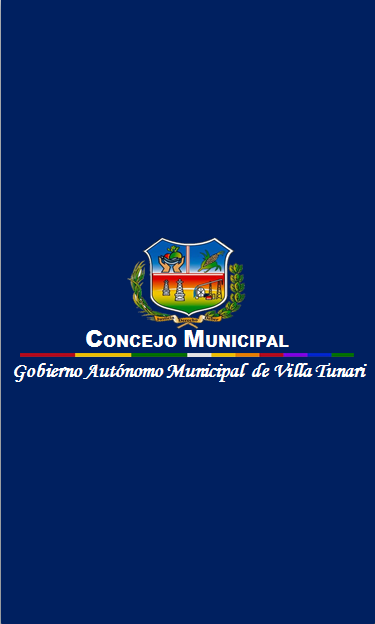 CONCEJO MUNICIPAL
Gobierno Autónomo Municipal de Villa Tunari